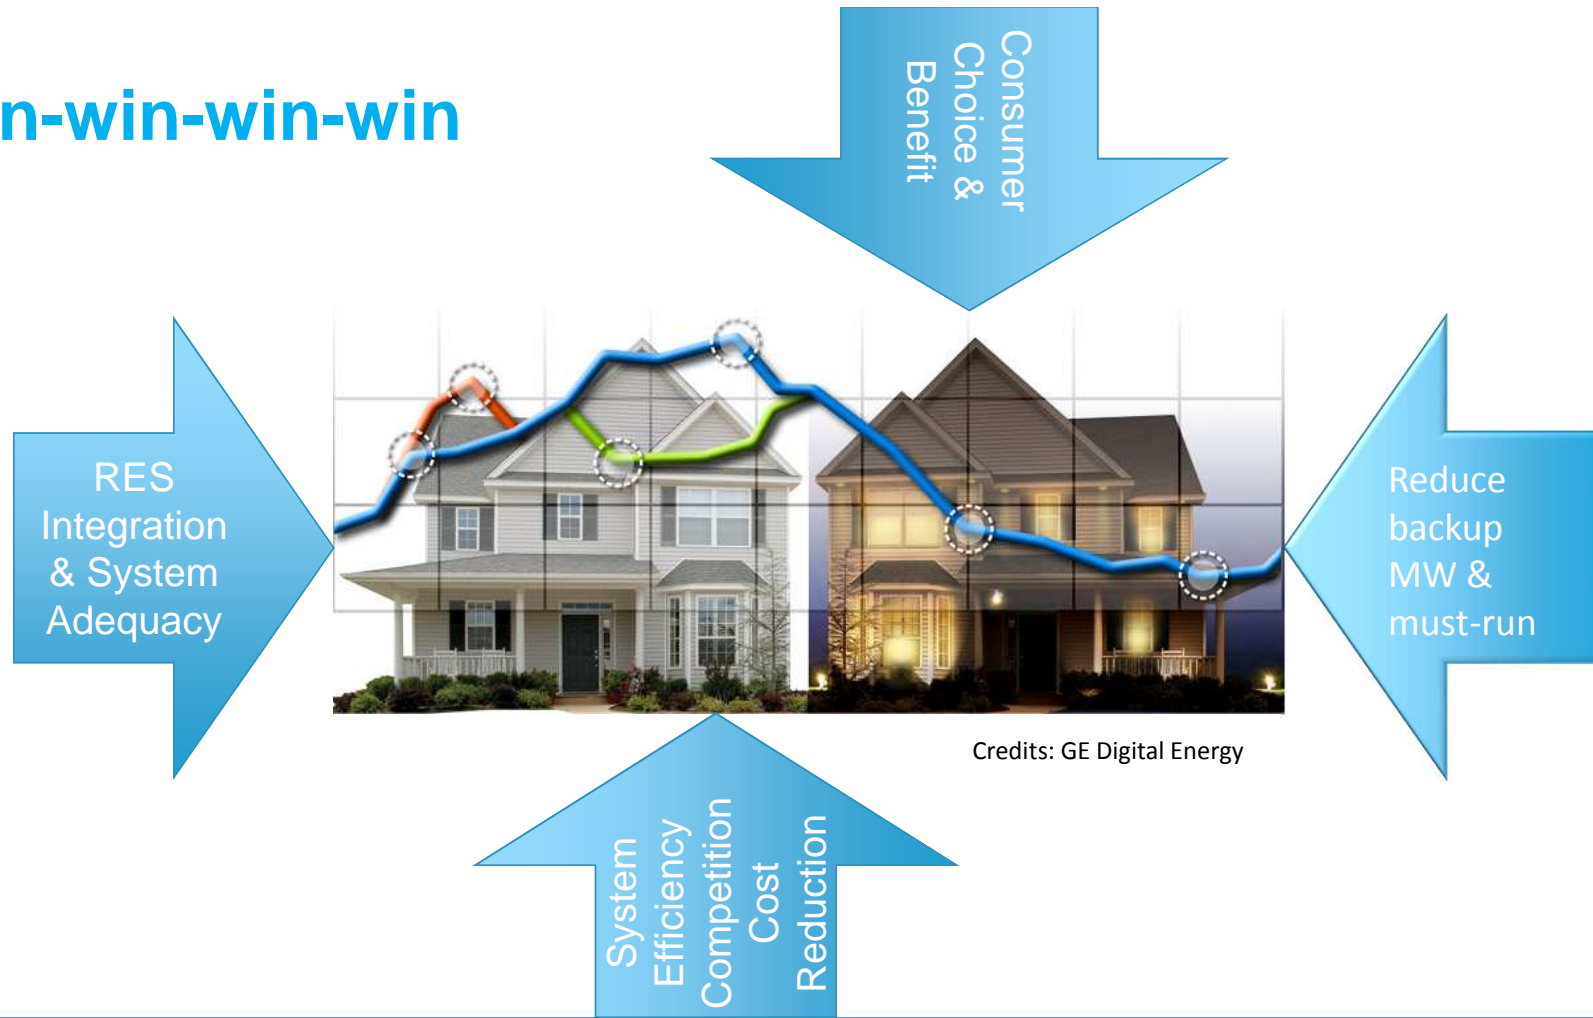 n-win-win-win
Consumer
Choice &
Benefit
RES
Integration
& System
Adequacy
Reduce
backup
MW &
must-run
Credits: GE Digital Energy
System
Efficiency
Competition
Cost
Reduction